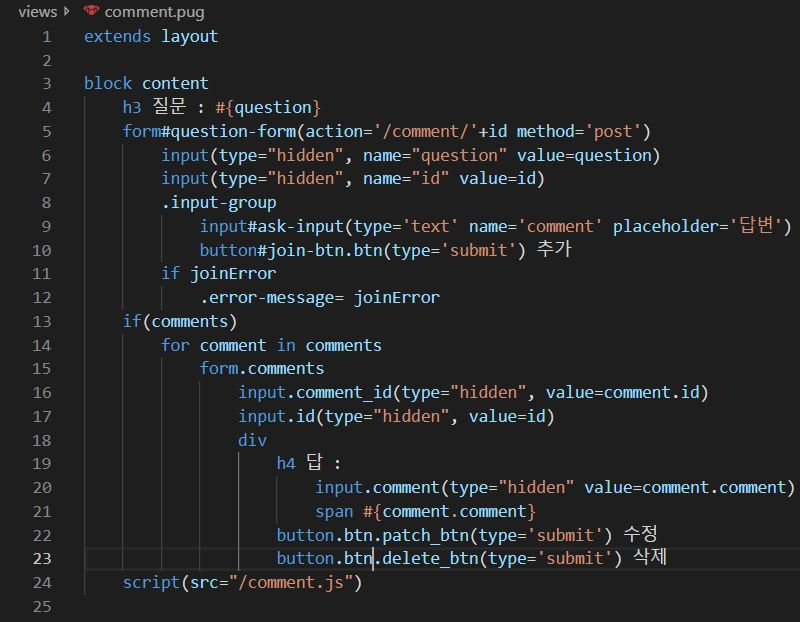 views comment.pug
1 extends layout
2
3 block content
4     h3 질문 : #{question}
5     form#question-form(action='/comment/'+id method='post')
6         input(type="hidden", name="question" value=question)
7         input(type="hidden", name="id" value=id)
8         .input-group
9             input#ask-input(type='text' name='comment' placeholder='답변')
10             button#join-btn.btn(type='submit') 추가
11         if joinError
12             .error-message= joinError
13     if(comments)
14         for comment in comments
15             form.comments
16                 input.comment_id(type="hidden", value=comment.id)
17                 input.id(type="hidden", value=id)
18                 div
19                     h4 답 :
20                         input.comment(type="hidden" value=comment.comment)
21                         span #{comment.comment}
22                     button.btn.patch_btn(type='submit') 수정
23                     button.btn.delete_btn(type='submit') 삭제
24     script(src="/comment.js")
25